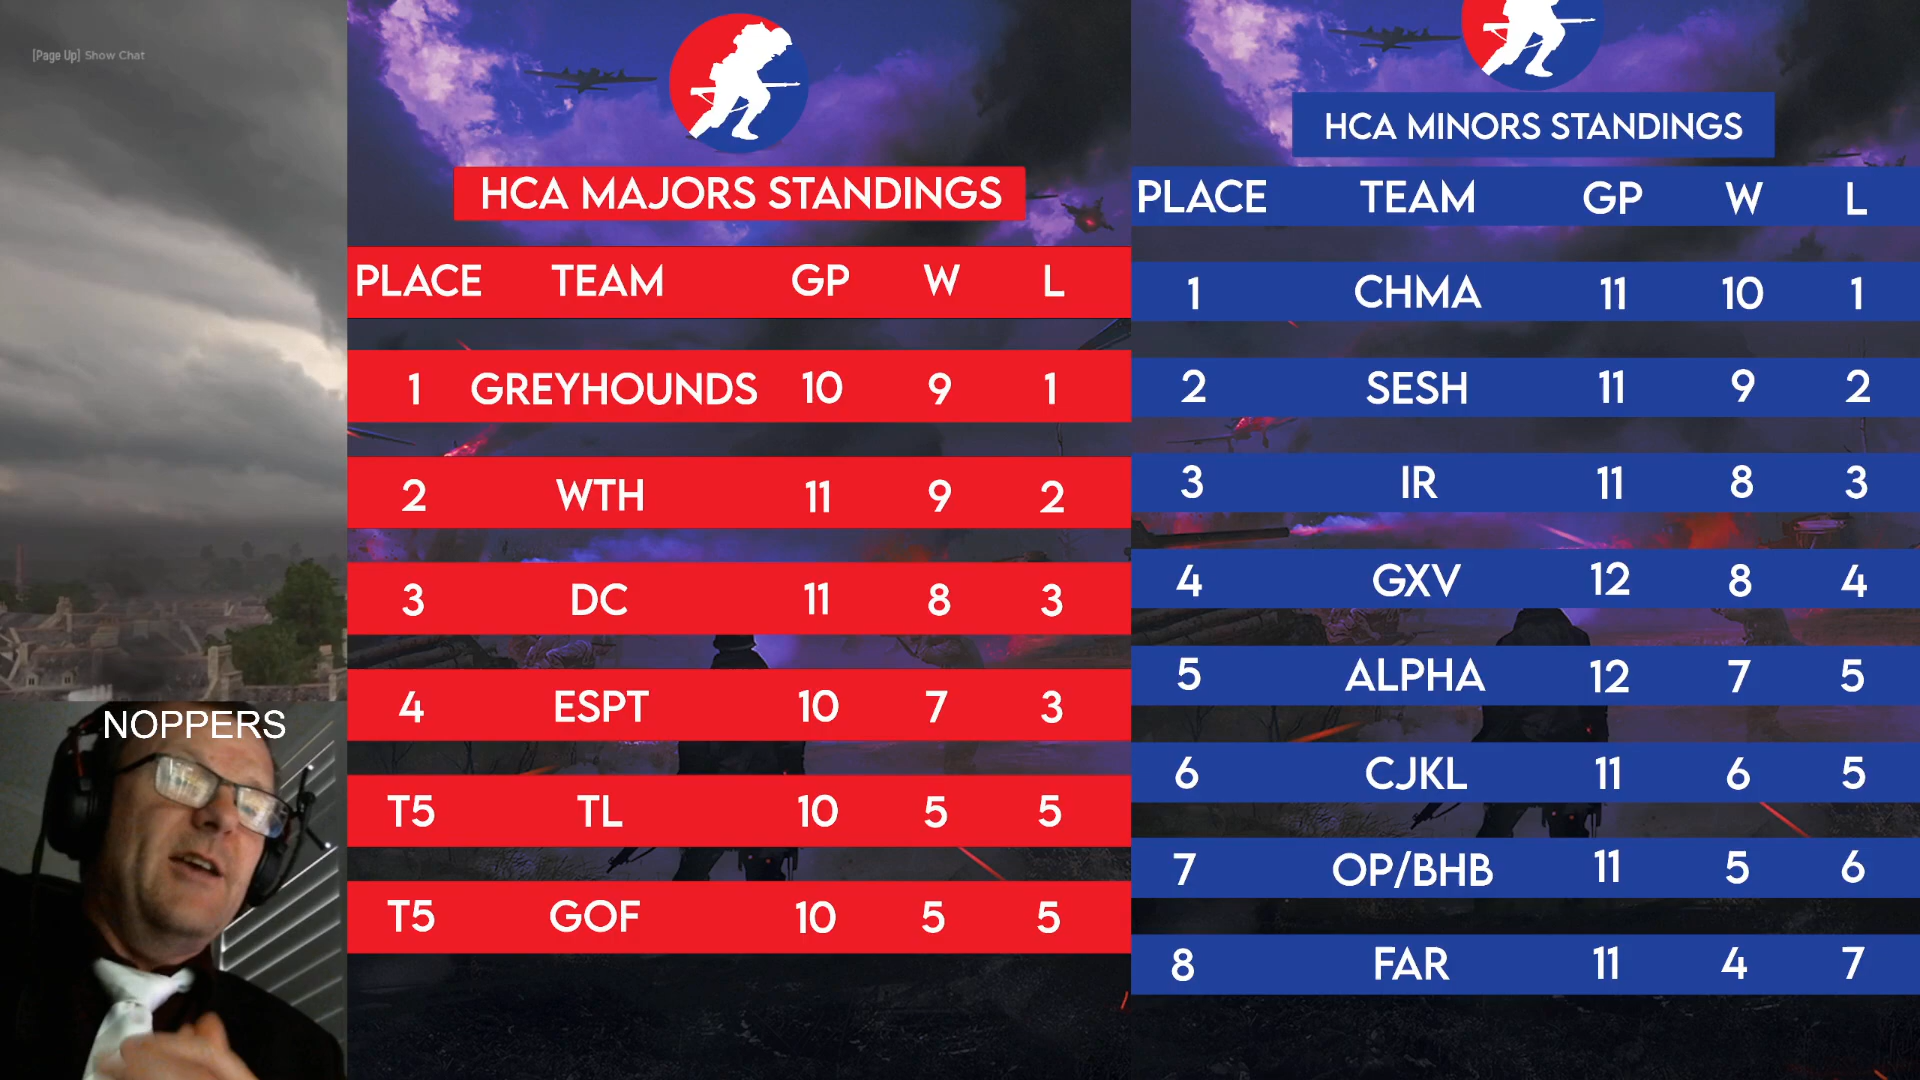 [Page Up] Show Chat
NOPPERS
HCA MAJORS STANDINGS
PLACE TEAM GP W L
1 GREYHOUNDS 10 9 1
2 WTH 11 9 2
3 DC 11 8 3
4 ESPT 10 7 3
T5 TL 10 5 5
T5 GOF 10 5 5
HCA MINORS STANDINGS
PLACE TEAM GP W L
1 CHMA 11 10 1
2 SESH 11 9 2
3 IR 11 8 3
4 GXV 12 8 4
5 ALPHA 12 7 5
6 CJKL 11 6 5
7 OP/BHB 11 5 6
8 FAR 11 4 7